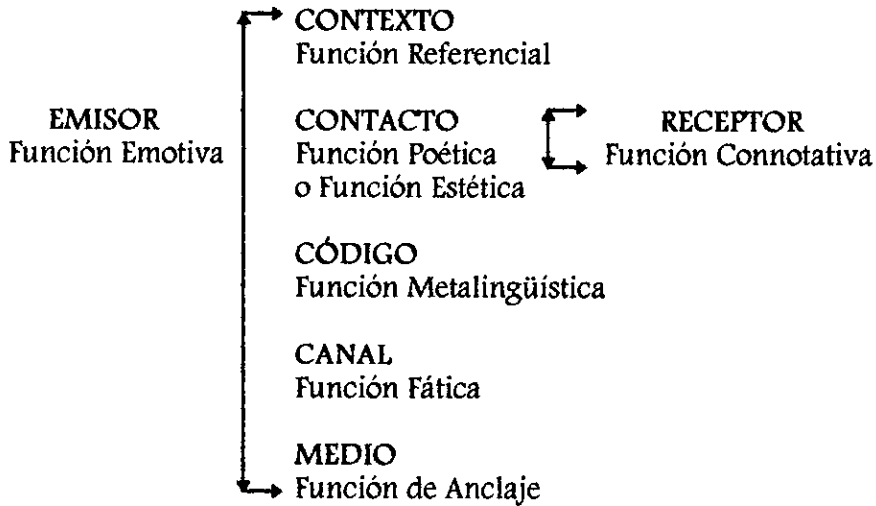 CONTEXTO
Función Referencial
EMISOR
Función Emotiva
CONTACTO
Función Poética
o Función Estética
RECEPTOR
Función Connotativa
CÓDIGO
Función Metalingüística
CANAL
Función Fática
MEDIO
Función de Anclaje